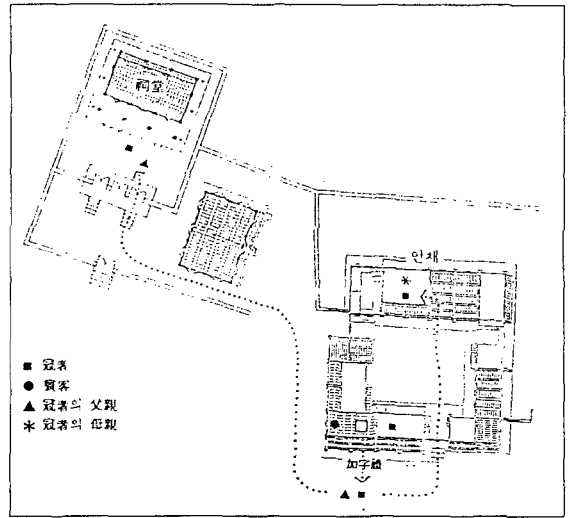 祠堂
안채
■ 冠者
● 賓客
▲ 冠者의 父親
* 冠者의 母親
加字禮